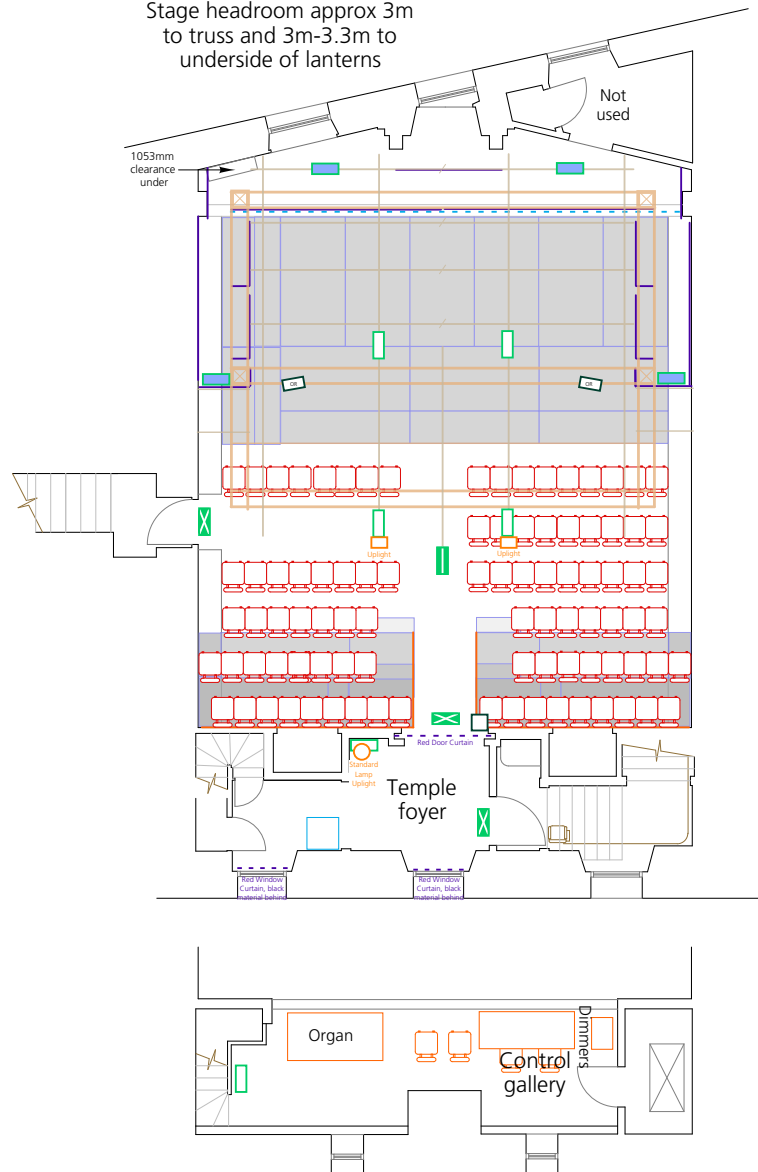 Stage headroom approx 3m
to truss and 3m-3.3m to
underside of lanterns
Not
used
1053mm
clearance
under
DR
DR
Uplight
Uplight
Red Door Curtain
Standard
Lamp
Uplight
Temple
foyer
Red Window
Curtain, black
material behind
Red Window
Curtain, black
material behind
Organ
Dimmers
Control
gallery